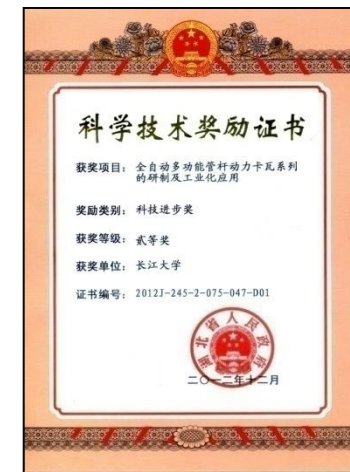 科学技术奖励证书
获奖项目：全自动多功能管杆动力卡瓦系列
的研制及工业化应用
奖励类别：科技进步奖
获奖等级：贰等奖
获奖单位：长江大学
证书编号：2012J-245-2-075-047-D01
湖北省人民政府
二〇一二年十二月